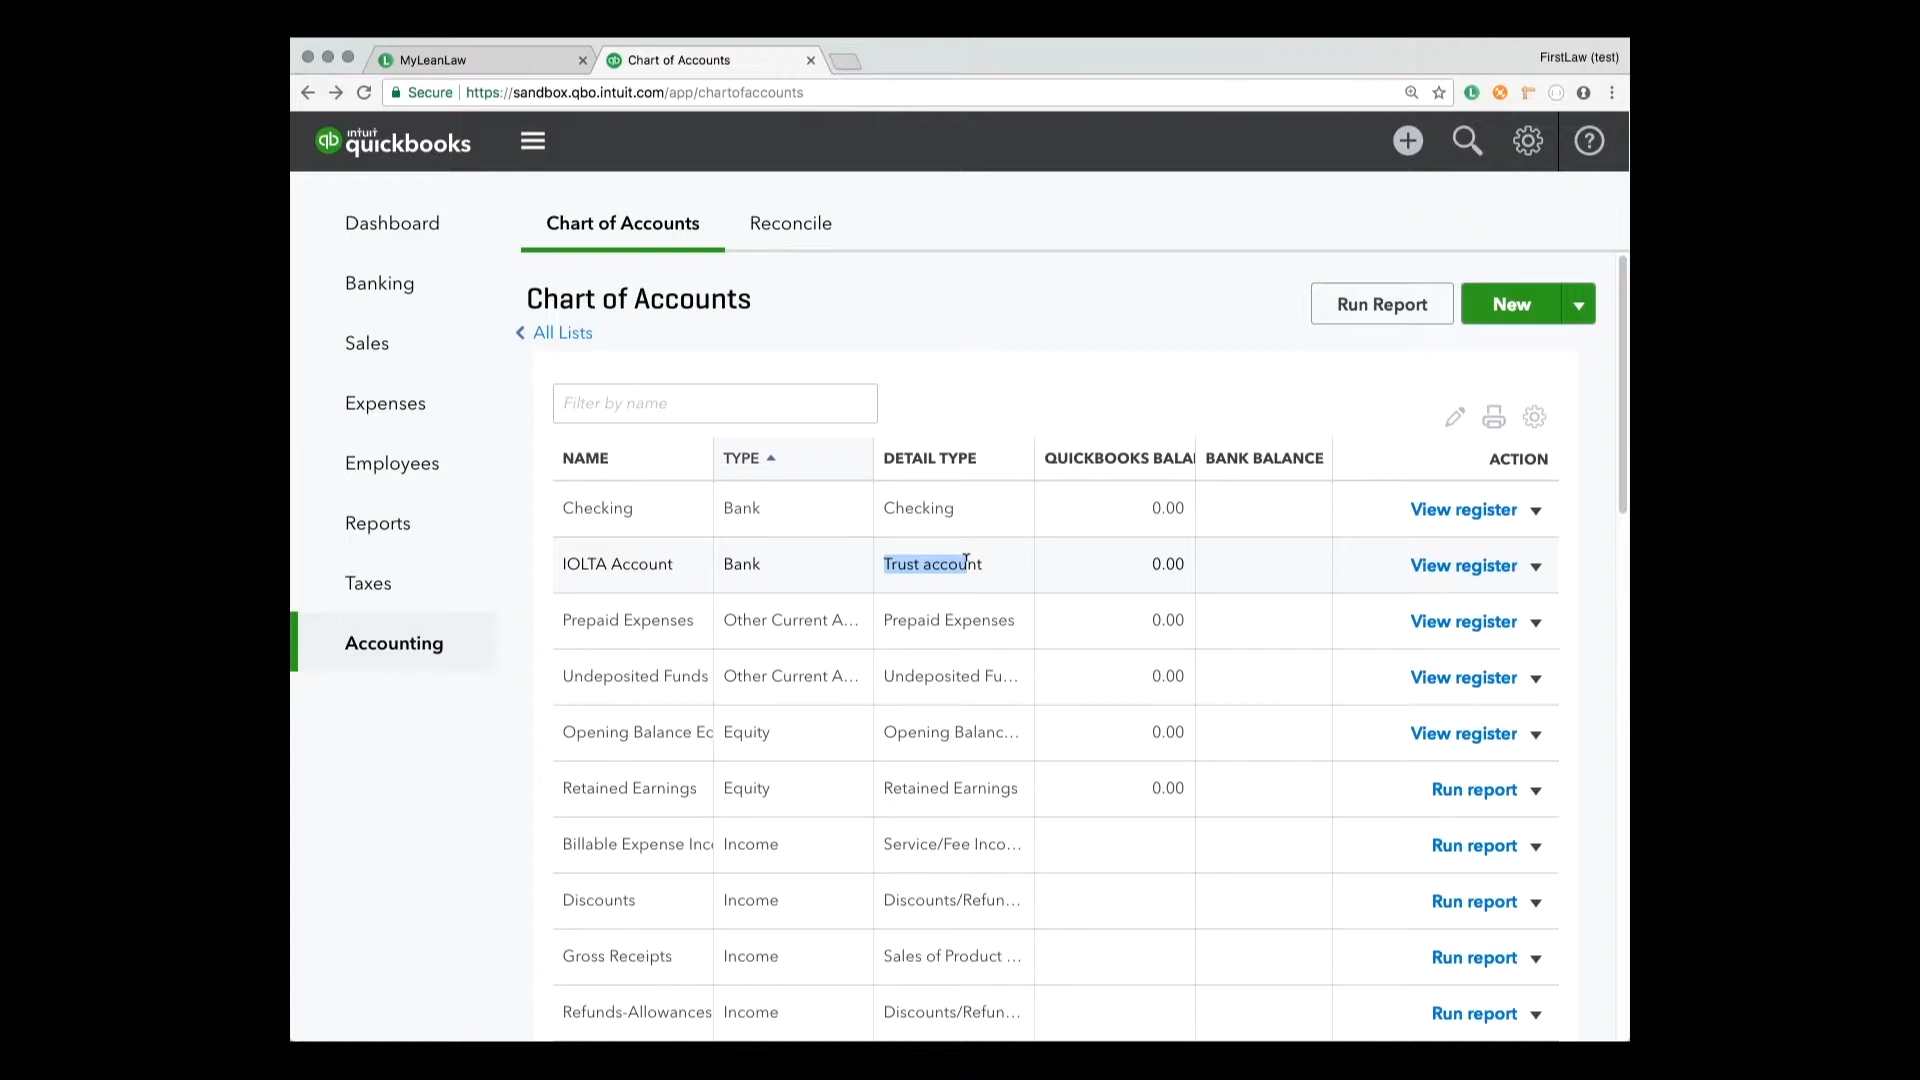 MyLeanLaw
Chart of Accounts
FirstLaw (test)
Secure https://sandbox.qbo.intuit.com/app/chartofaccounts
qb intuit quickbooks
Dashboard
Banking
Sales
Expenses
Employees
Reports
Taxes
Accounting
Chart of Accounts Reconcile
Chart of Accounts
All Lists
Run Report New
Filter by name
NAME TYPE DETAIL TYPE QUICKBOOKS BALA BANK BALANCE ACTION
Checking Bank Checking 0.00 View register
IOLTA Account Bank Trust account 0.00 View register
Prepaid Expenses Other Current A... Prepaid Expenses 0.00 View register
Undeposited Funds Other Current A... Undeposited Fu... 0.00 View register
Opening Balance Ec Equity Opening Balanc... 0.00 View register
Retained Earnings Equity Retained Earnings 0.00 Run report
Billable Expense Inc Income Service/Fee Inco... Run report
Discounts Income Discounts/Refun... Run report
Gross Receipts Income Sales of Product ... Run report
Refunds-Allowances Income Discounts/Refun... Run report